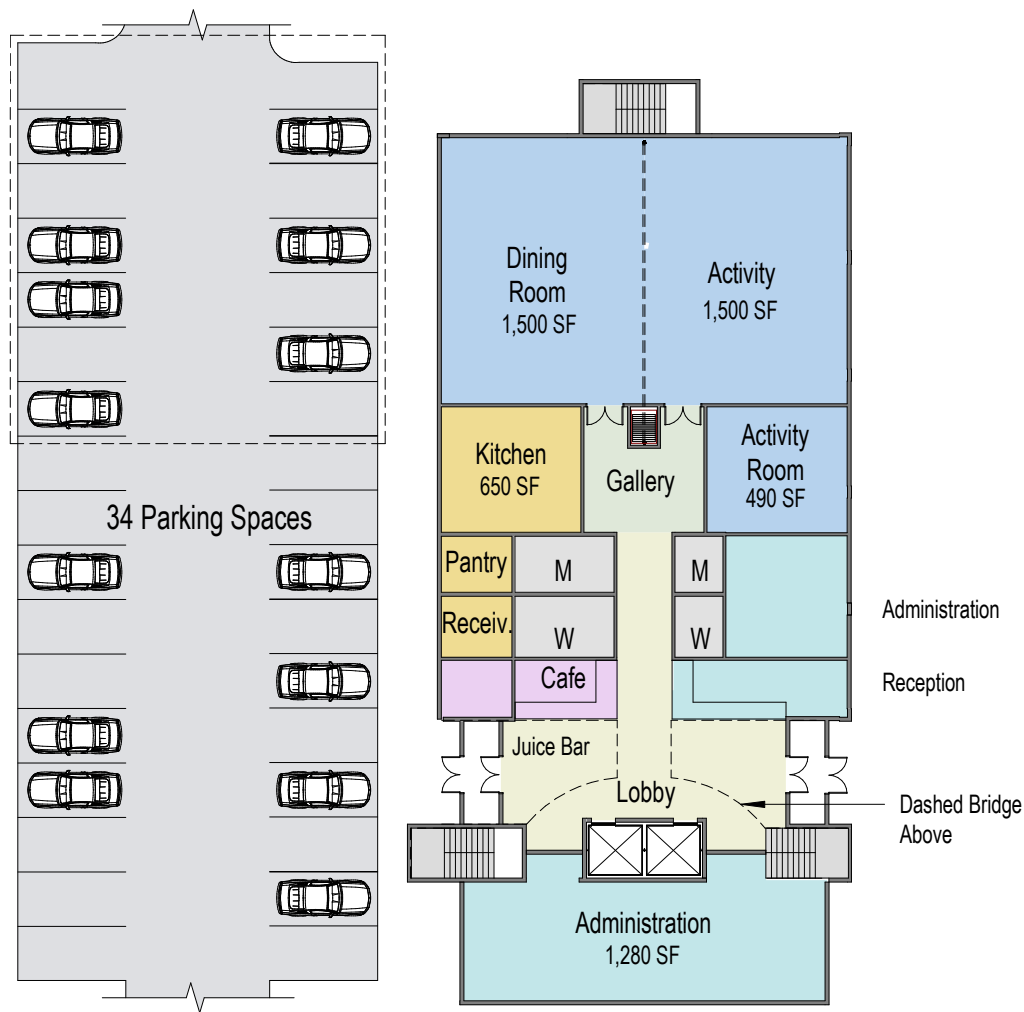 Dining
Room
1,500 SF
Activity
1,500 SF
Kitchen
650 SF
Gallery
Activity
Room
490 SF
34 Parking Spaces
Pantry
M
M
Receiv.
W
W
Administration
Cafe
Reception
Juice Bar
Lobby
Dashed Bridge
Above
Administration
1,280 SF